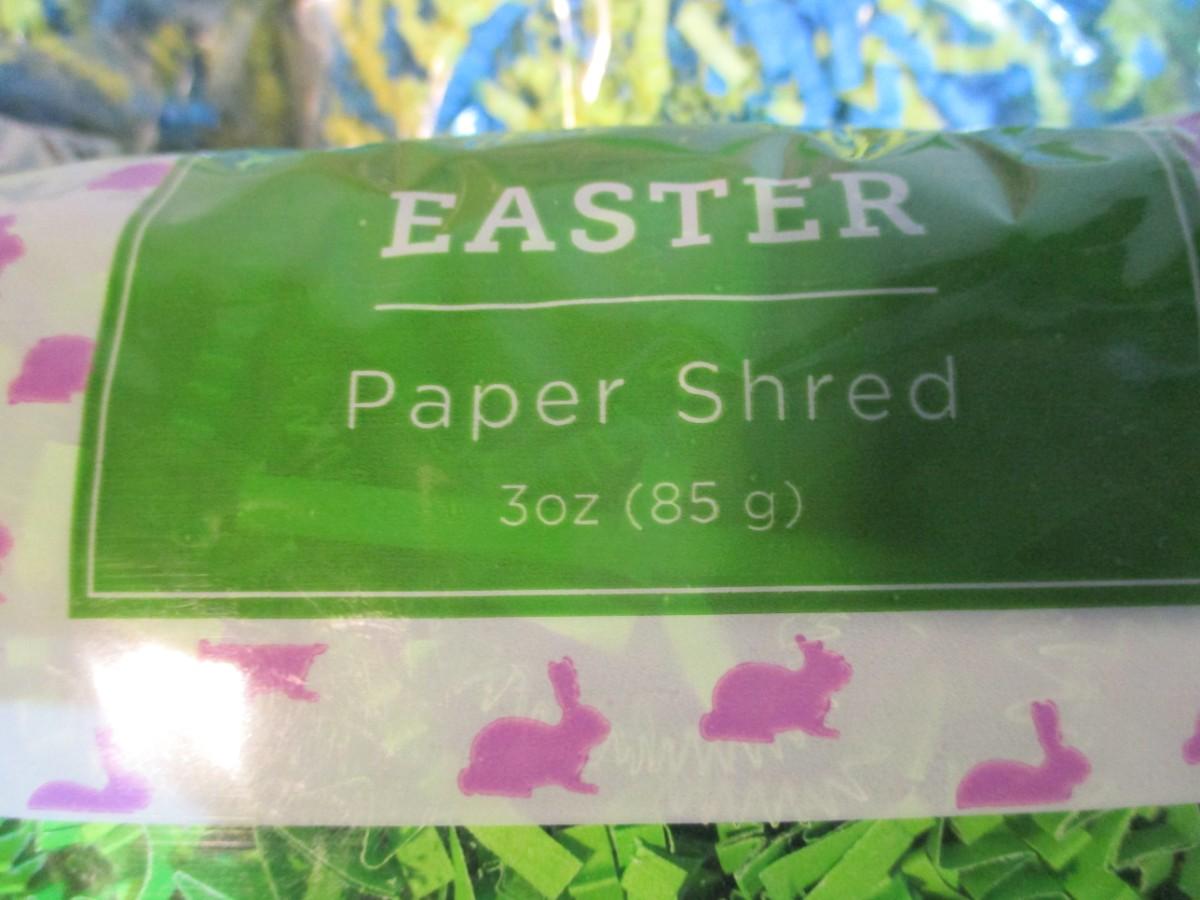 EASTER
Paper Shred
3oz (85 g)